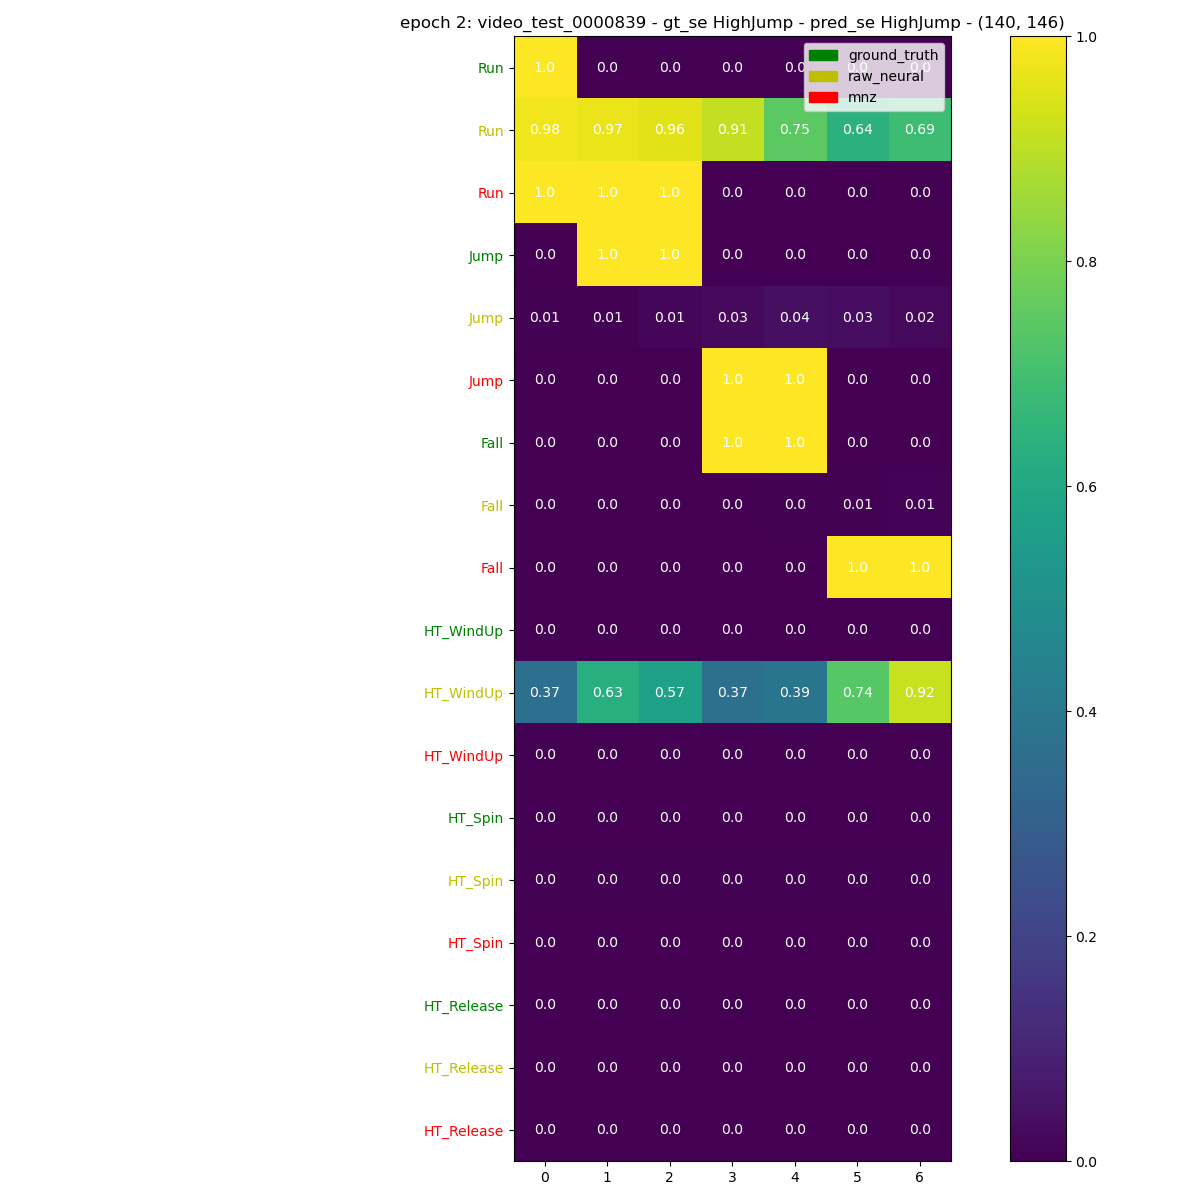 epoch 2: video_test_0000839 - gt_se HighJump - pred_se HighJump - (140, 146)
ground_truth
raw_neural
mnz
Run 1.0 0.0 0.0 0.0 0.0 0.0 0.0
Run 0.98 0.97 0.96 0.91 0.75 0.64 0.69
Run 1.0 1.0 1.0 0.0 0.0 0.0 0.0
Jump 0.0 1.0 1.0 0.0 0.0 0.0 0.0
Jump 0.01 0.01 0.01 0.03 0.04 0.03 0.02
Jump 0.0 0.0 0.0 1.0 1.0 0.0 0.0
Fall 0.0 0.0 0.0 1.0 1.0 0.0 0.0
Fall 0.0 0.0 0.0 0.0 0.0 0.01 0.01
Fall 0.0 0.0 0.0 0.0 0.0 1.0 1.0
HT_WindUp 0.0 0.0 0.0 0.0 0.0 0.0 0.0
HT_WindUp 0.37 0.63 0.57 0.37 0.39 0.74 0.92
HT_WindUp 0.0 0.0 0.0 0.0 0.0 0.0 0.0
HT_Spin 0.0 0.0 0.0 0.0 0.0 0.0 0.0
HT_Spin 0.0 0.0 0.0 0.0 0.0 0.0 0.0
HT_Spin 0.0 0.0 0.0 0.0 0.0 0.0 0.0
HT_Release 0.0 0.0 0.0 0.0 0.0 0.0 0.0
HT_Release 0.0 0.0 0.0 0.0 0.0 0.0 0.0
HT_Release 0.0 0.0 0.0 0.0 0.0 0.0 0.0
0 1 2 3 4 5 6
1.0
0.8
0.6
0.4
0.2
0.0